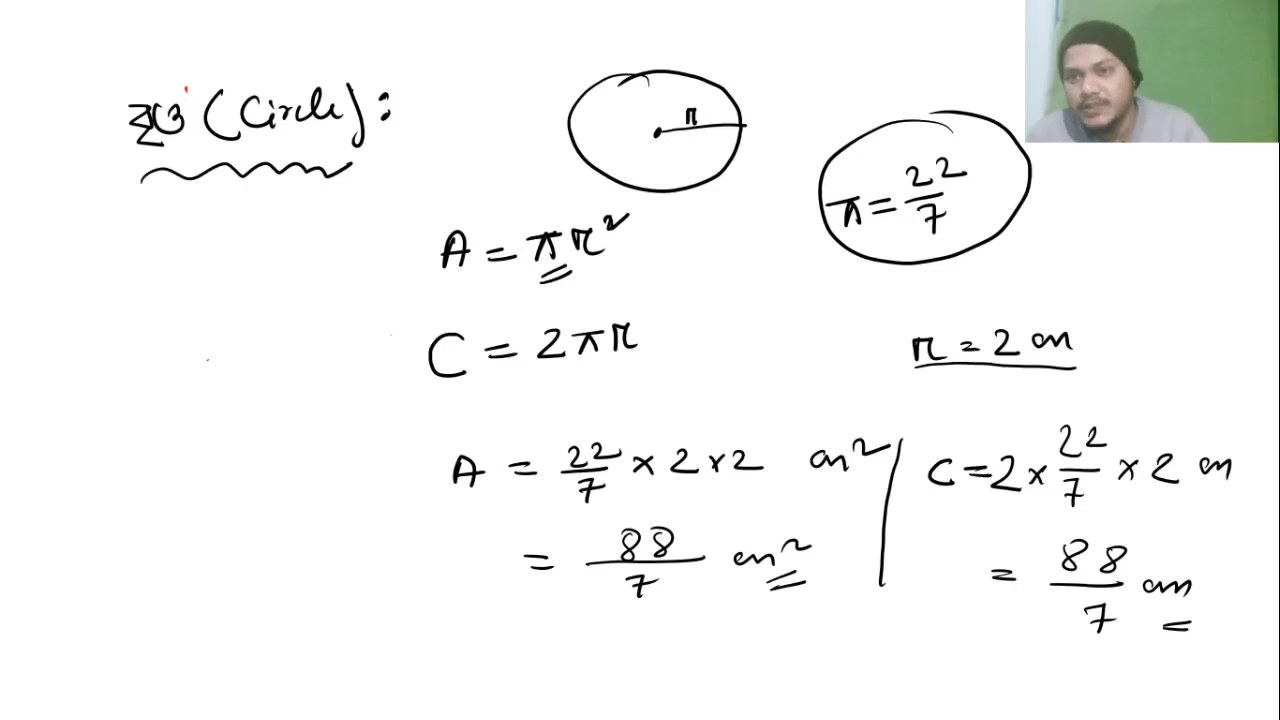 বৃত্ত (Circle):
r
π = 22/7
A = πr²
C = 2πr
r = 2 cm
A = 22/7 × 2 × 2 cm²
= 88/7 cm²
C = 2 × 22/7 × 2 cm
= 88/7 cm